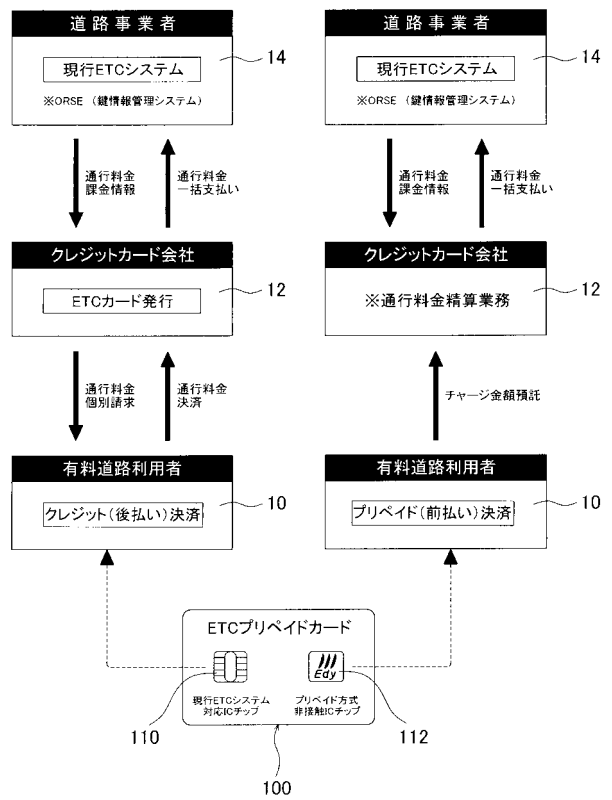 道路事業者
現行ETCシステム
※ORSE（鍵情報管理システム）
14
通行料金
課金情報
通行料金
一括支払い
クレジットカード会社
ETCカード発行
12
通行料金
個別請求
通行料金
決済
有料道路利用者
クレジット(後払い)決済
10
道路事業者
現行ETCシステム
※ORSE（鍵情報管理システム）
14
通行料金
課金情報
通行料金
一括支払い
クレジットカード会社
※通行料金精算業務
12
チャージ金額預託
有料道路利用者
プリペイド(前払い)決済
10
ETCプリペイドカード
Edy
現行ETCシステム
対応ICチップ
プリペイド方式
非接触ICチップ
110
112
100